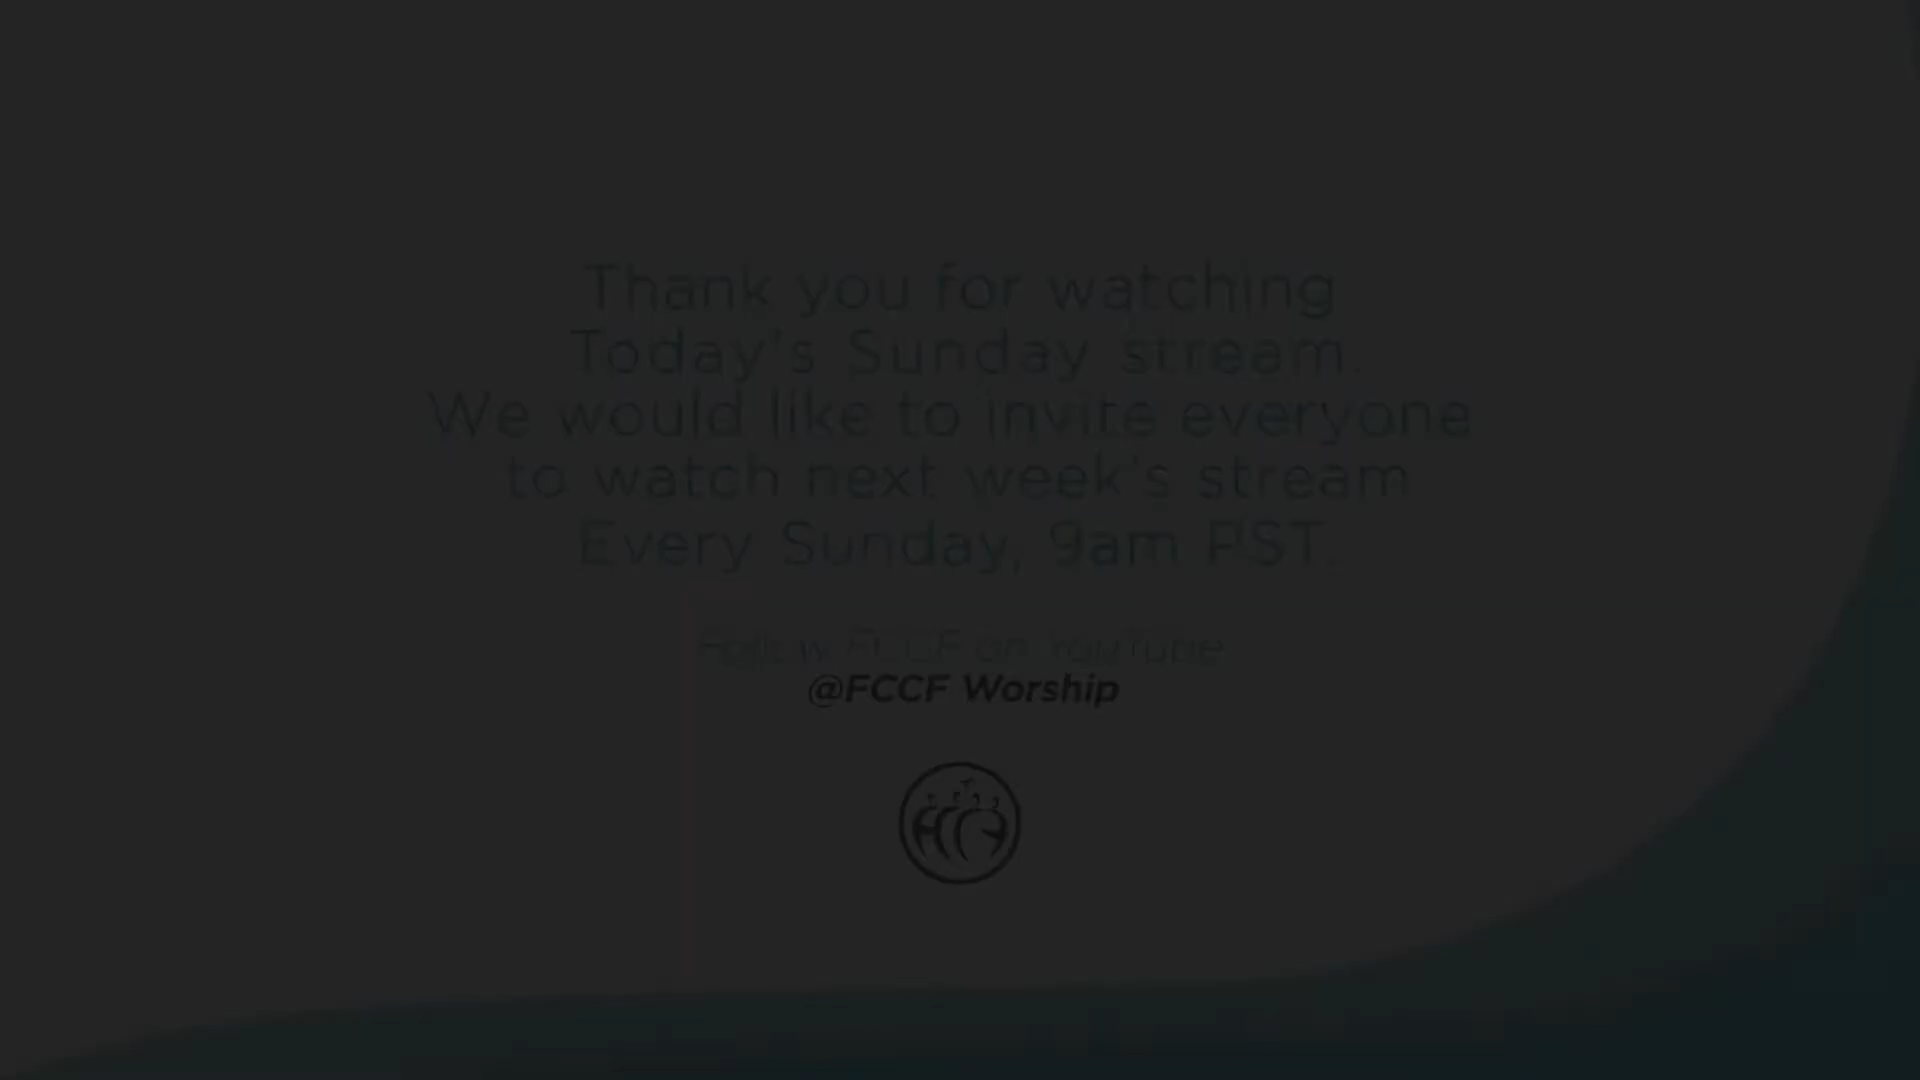 Thank you for watching
Today's Sunday stream.
We would like to invite everyone
to watch next week's stream
Every Sunday, 9am PST.
Follow FCCF on YouTube
@FCCF Worship